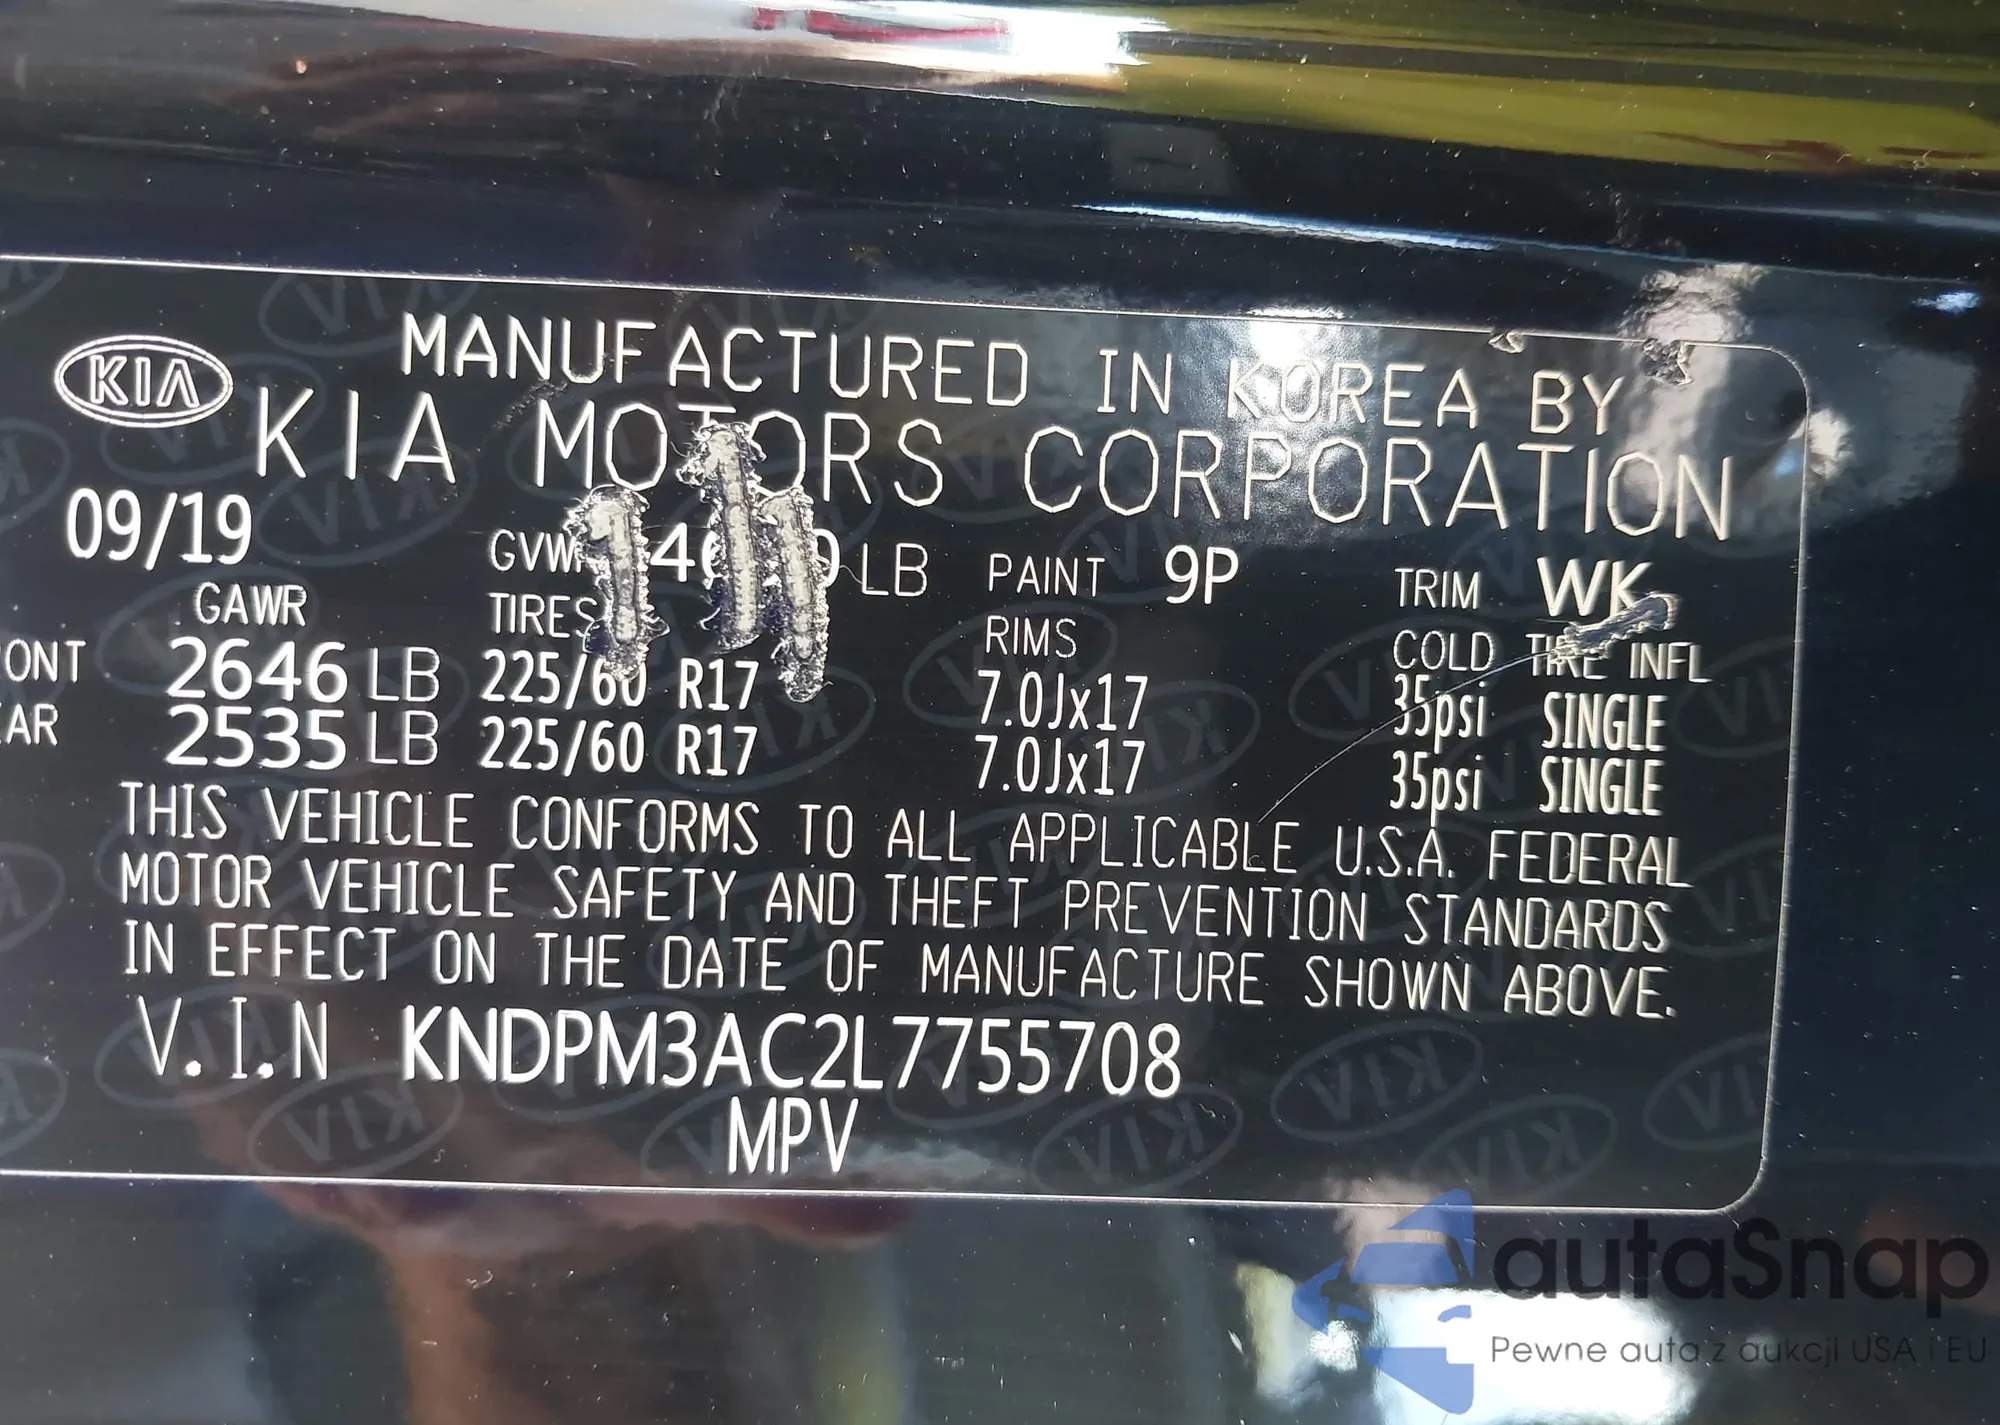 KIA
MANUFACTURED IN KOREA BY
KIA MOTORS CORPORATION
09/19 LB PAINT 9P TRIM WK
GAWR TIRES RIMS COLD TIRE INFL
2646 LB 225/60 R17 7.0Jx17 35psi SINGLE
2535 LB 225/60 R17 7.0Jx17 35psi SINGLE
THIS VEHICLE CONFORMS TO ALL APPLICABLE U.S.A. FEDERAL
MOTOR VEHICLE SAFETY AND THEFT PREVENTION STANDARDS
IN EFFECT ON THE DATE OF MANUFACTURE SHOWN ABOVE.
V.I.N KNDPM3AC2L7755708
MPV
autaSnap
Pewne auta z aukcji USA i EU